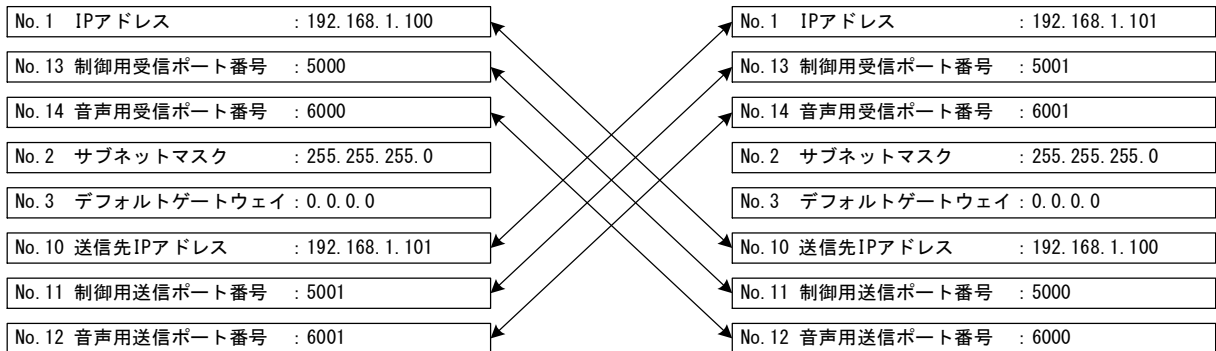 No.1 IPアドレス :192.168.1.100
No.13 制御用受信ポート番号 :5000
No.14 音声用受信ポート番号 :6000
No.2 サブネットマスク :255.255.255.0
No.3 デフォルトゲートウェイ:0.0.0.0
No.10 送信先IPアドレス :192.168.1.101
No.11 制御用送信ポート番号 :5001
No.12 音声用送信ポート番号 :6001
No.1 IPアドレス :192.168.1.101
No.13 制御用受信ポート番号 :5001
No.14 音声用受信ポート番号 :6001
No.2 サブネットマスク :255.255.255.0
No.3 デフォルトゲートウェイ:0.0.0.0
No.10 送信先IPアドレス :192.168.1.100
No.11 制御用送信ポート番号 :5000
No.12 音声用送信ポート番号 :6000